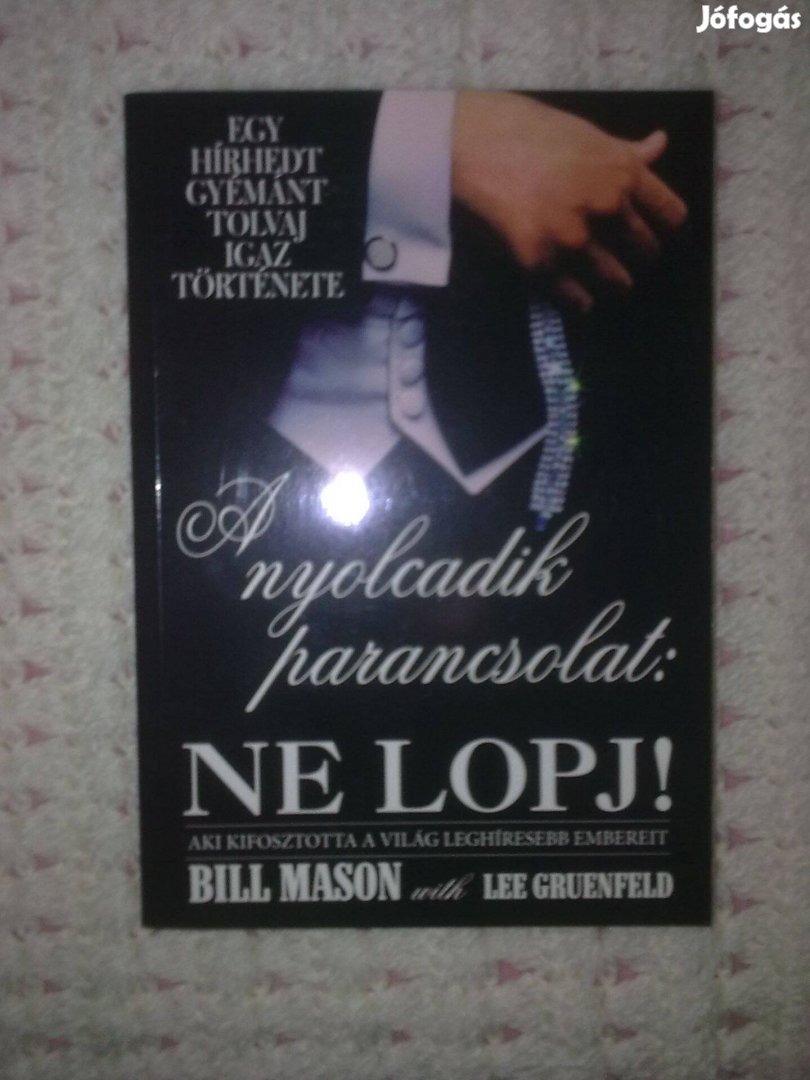 Jófogás
EGY
HÍRHEDT
GYÉMÁNT
TOLVAJ
IGAZ
TÖRTÉNETE
A
nyolcadik
parancsolat:
NE LOPJ!
AKI KIFOSZTOTTA A VILÁG LEGHÍRESEBB EMBEREIT
BILL MASON with LEE GRUENFELD